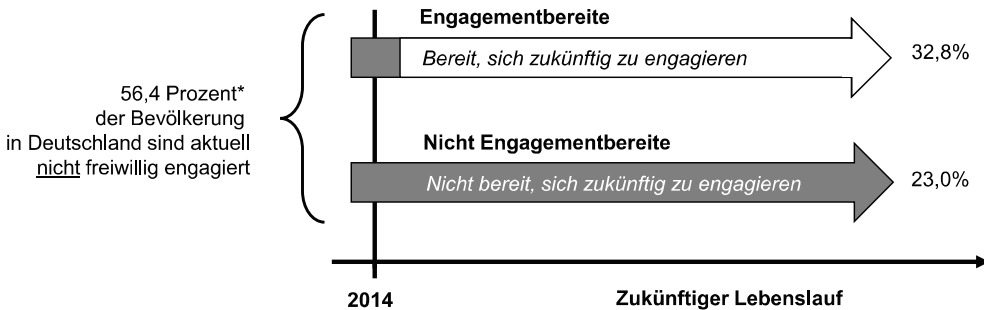 Engagementbereite
Bereit, sich zukünftig zu engagieren
32,8%
56,4 Prozent*
der Bevölkerung
in Deutschland sind aktuell
nicht freiwillig engagiert
Nicht Engagementbereite
Nicht bereit, sich zukünftig zu engagieren
23,0%
2014
Zukünftiger Lebenslauf